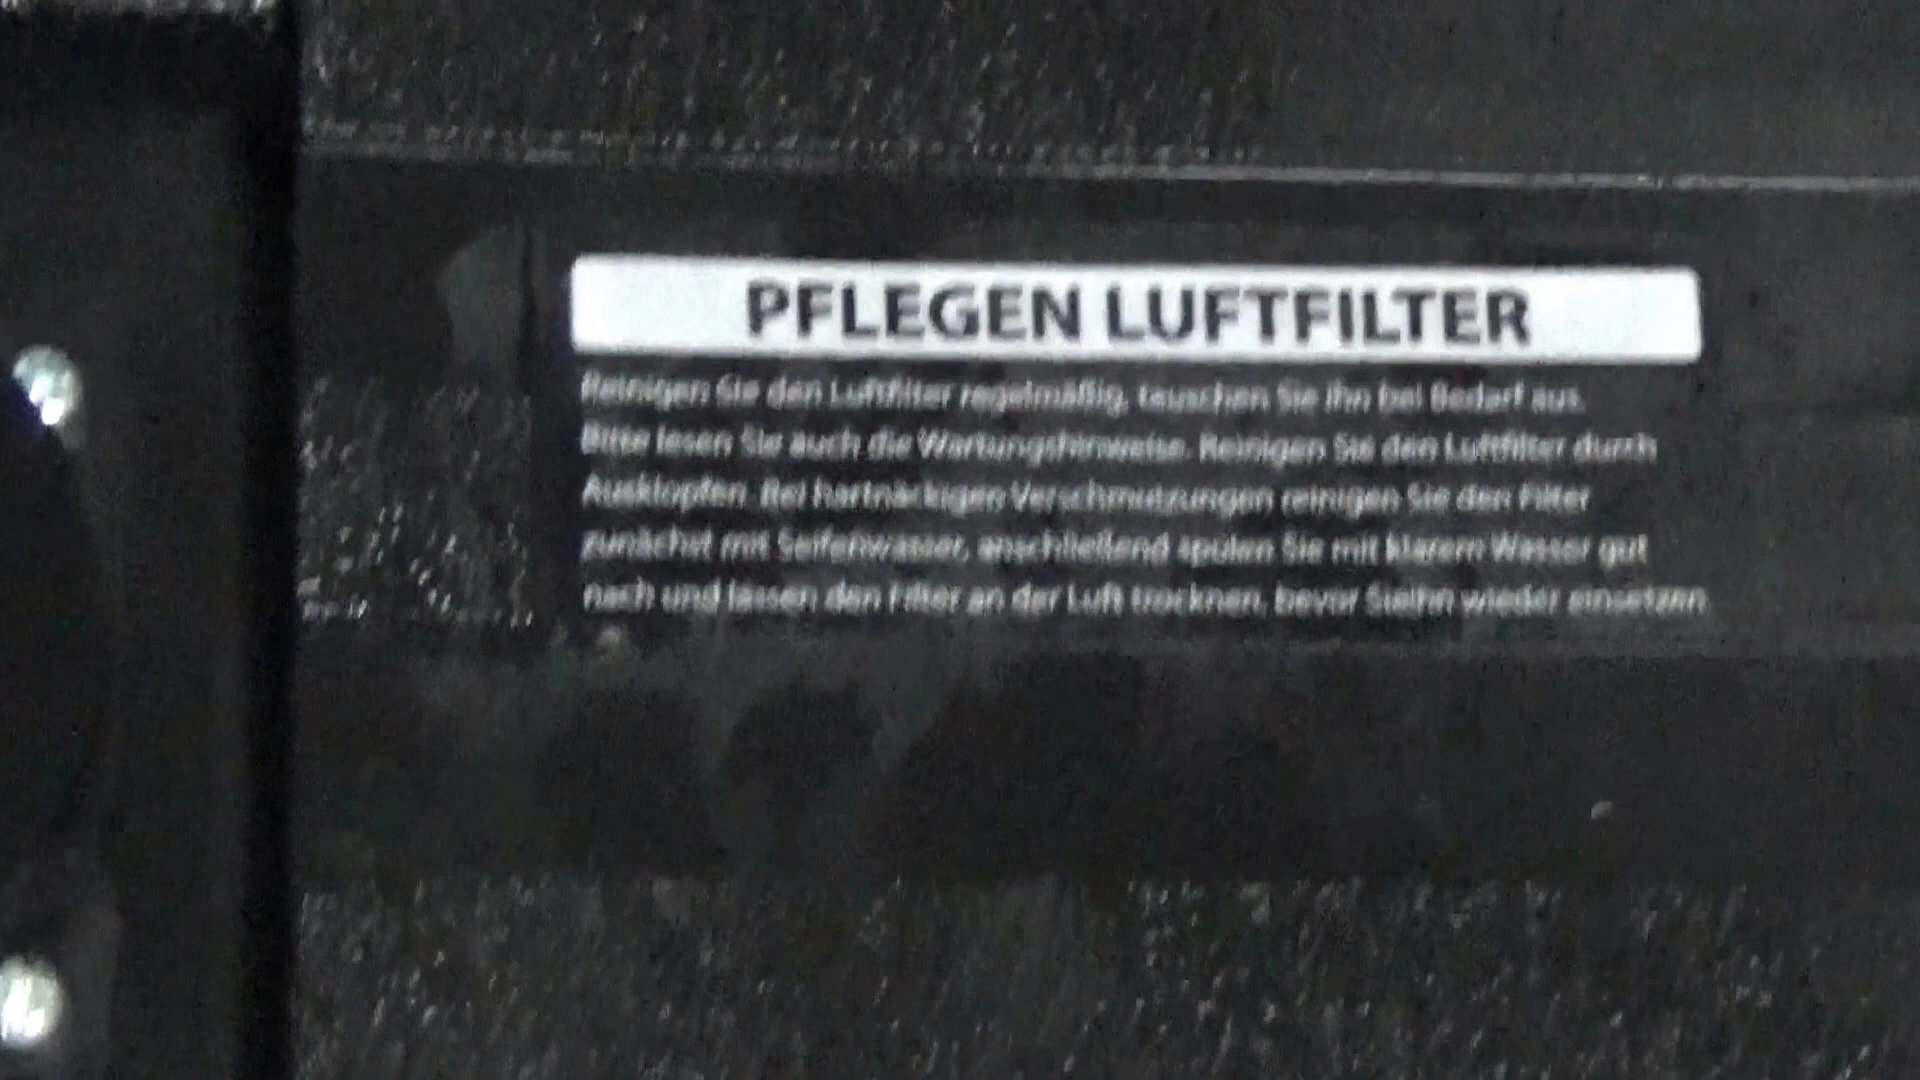 PFLEGEN LUFTFILTER
Reinigen Sie den Luftfilter regelmäßig, tauschen Sie ihn bei Bedarf aus.
Bitte lesen Sie auch die Wartungshinweise. Reinigen Sie den Luftfilter durch
Ausklopfen. Bei hartnäckigen Verschmutzungen reinigen Sie den Filter
zunächst mit Seifenwasser, anschließend spülen Sie mit klarem Wasser gut
nach und lassen den Filter an der Luft trocknen, bevor Sieihn wieder einsetzen.